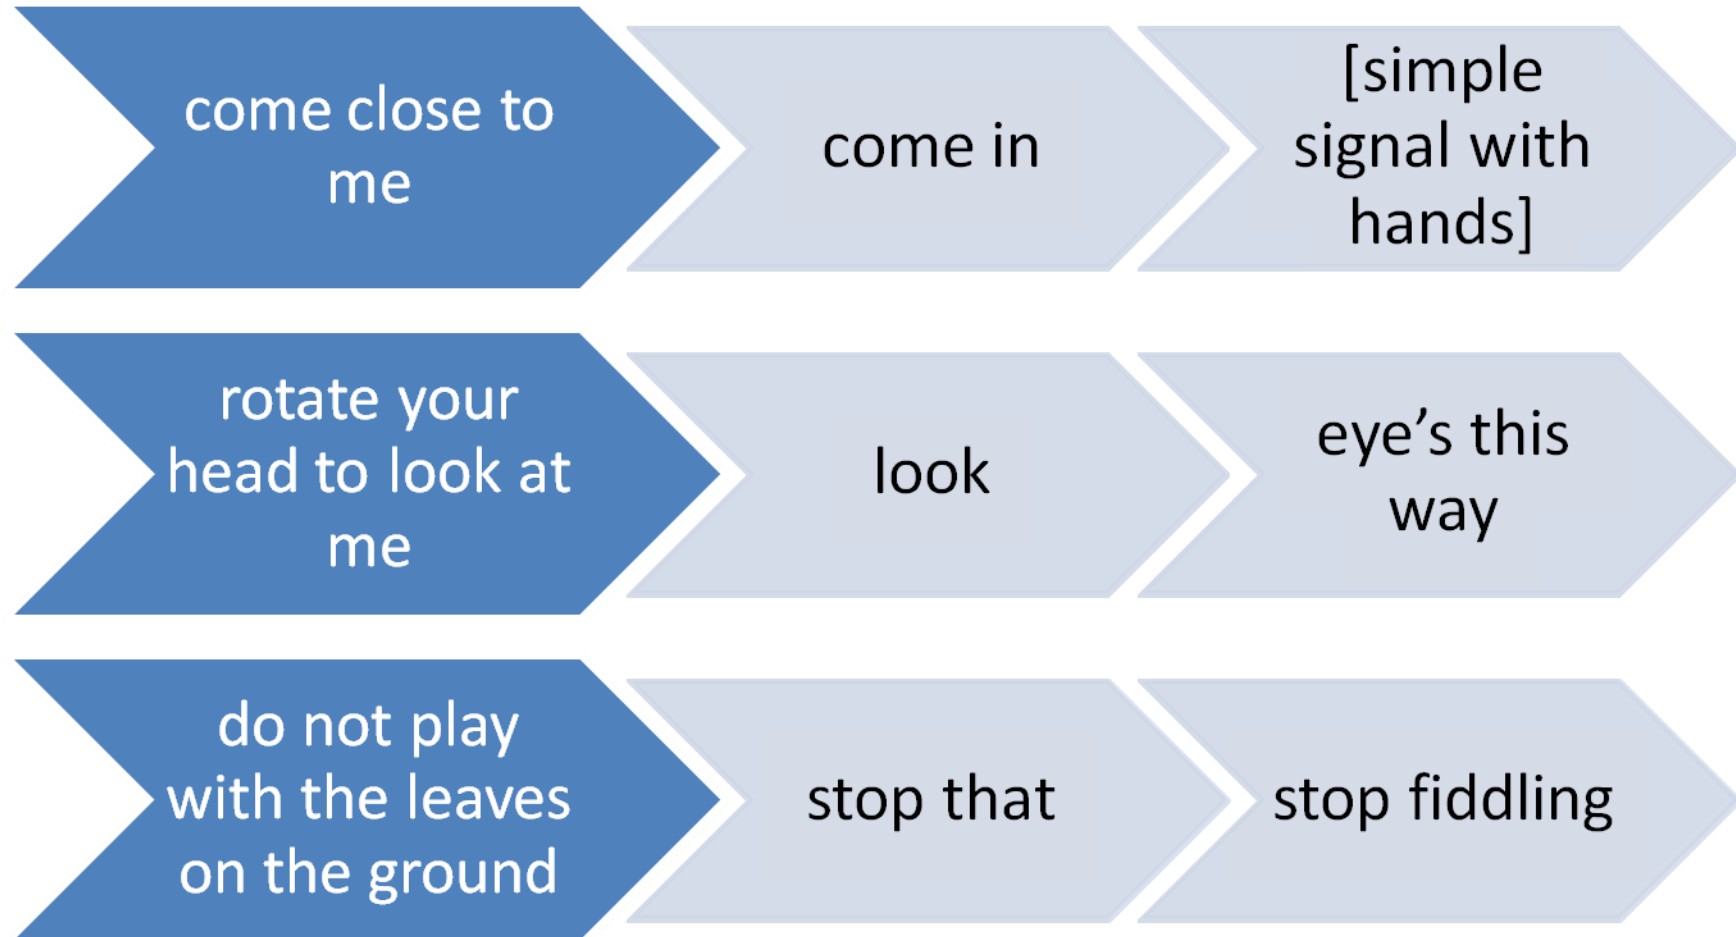 come close to
me
come in
[simple
signal with
hands]
rotate your
head to look at
me
look
eye’s this
way
do not play
with the leaves
on the ground
stop that
stop fiddling